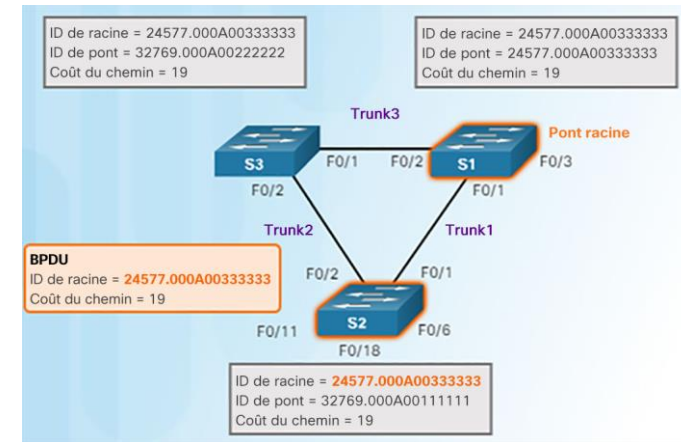 ID de racine = 24577.000A00333333
ID de pont = 32769.000A00222222
Coût du chemin = 19
ID de racine = 24577.000A00333333
ID de pont = 24577.000A00333333
Coût du chemin = 19
Trunk3
Pont racine
S3
F0/1
F0/2
S1
F0/3
F0/2
F0/1
Trunk2
Trunk1
BPDU
ID de racine = 24577.000A00333333
Coût du chemin = 19
F0/2
F0/1
F0/11
S2
F0/6
F0/18
ID de racine = 24577.000A00333333
ID de pont = 32769.000A00111111
Coût du chemin = 19